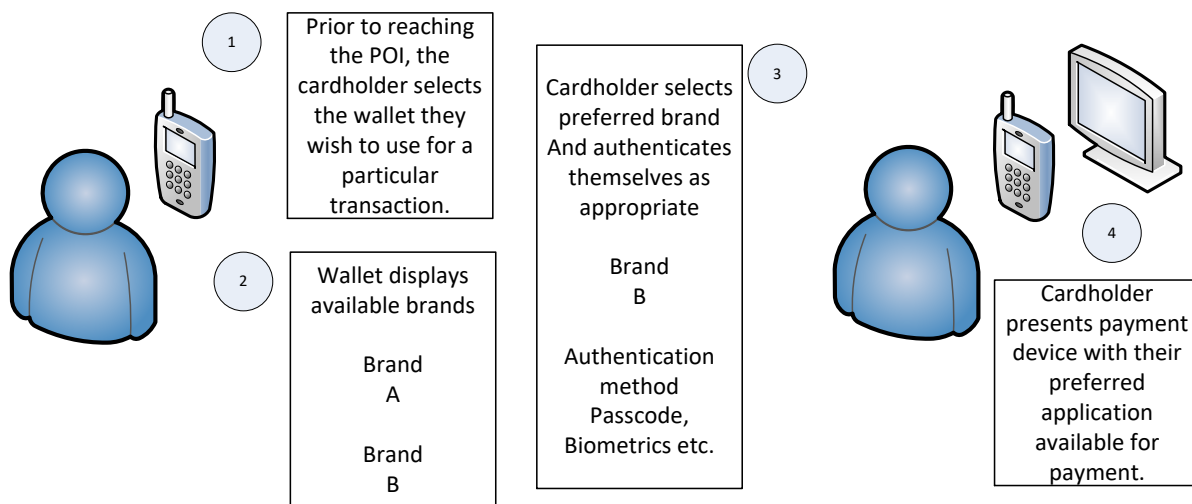 1
Prior to reaching
the POI, the
cardholder selects
the wallet they
wish to use for a
particular
transaction.
2
Wallet displays
available brands
Brand
A
Brand
B
3
Cardholder selects
preferred brand
And authenticates
themselves as
appropriate
Brand
B
Authentication
method
Passcode,
Biometrics etc.
4
Cardholder
presents payment
device with their
preferred
application
available for
payment.